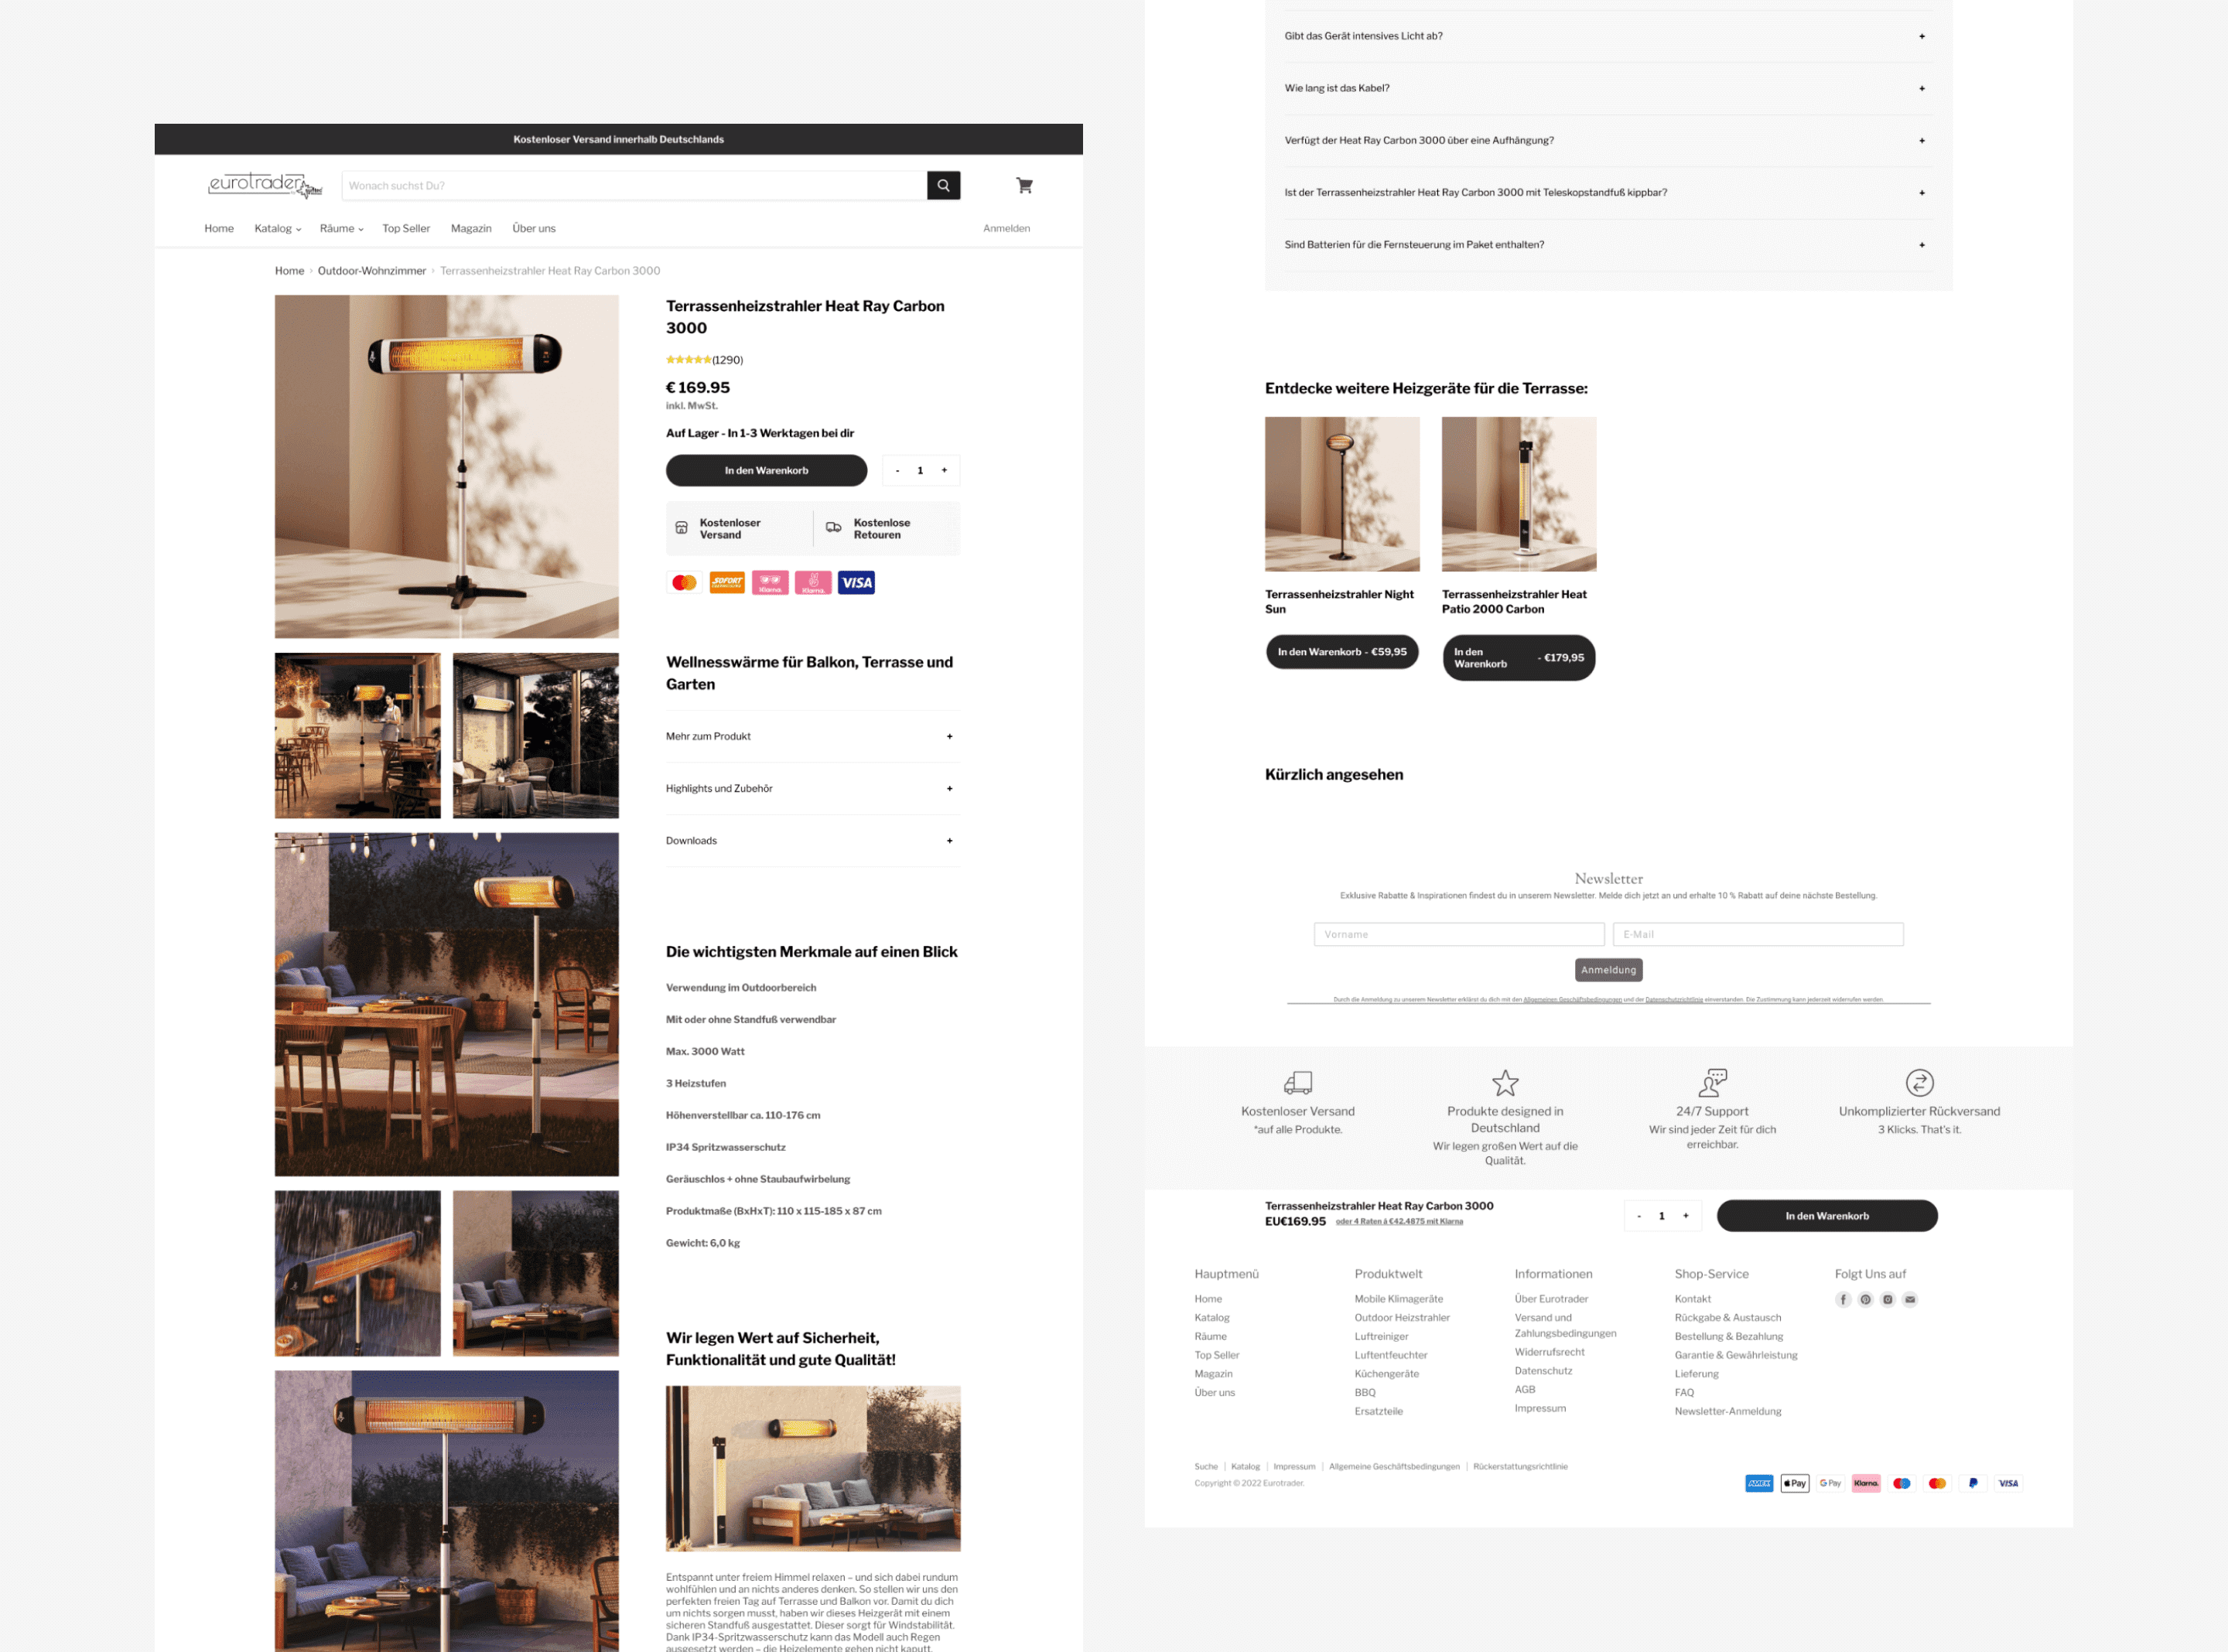 Kostenloser Versand innerhalb Deutschlands
eurotrader
Wonach suchst Du?
Home
Katalog
Räume
Top Seller
Magazin
Über uns
Anmelden
Home › Outdoor-Wohnzimmer › Terrassenheizstrahler Heat Ray Carbon 3000
Terrassenheizstrahler Heat Ray Carbon
3000
(1290)
€ 169.95
inkl. MwSt.
Auf Lager - In 1-3 Werktagen bei dir
In den Warenkorb
- 1 +
Kostenloser
Versand
Kostenlose
Retouren
SOFORT
Klarna.
Klarna.
VISA
Wellnesswärme für Balkon, Terrasse und
Garten
Mehr zum Produkt +
Highlights und Zubehör +
Downloads +
Die wichtigsten Merkmale auf einen Blick
Verwendung im Outdoorbereich
Mit oder ohne Standfuß verwendbar
Max. 3000 Watt
3 Heizstufen
Höhenverstellbar ca. 110-176 cm
IP34 Spritzwasserschutz
Geräuschlos + ohne Staubaufwirbelung
Produktmaße (BxHxT): 110 x 115-185 x 87 cm
Gewicht: 6,0 kg
Wir legen Wert auf Sicherheit,
Funktionalität und gute Qualität!
Entspannt unter freiem Himmel relaxen – und sich dabei rundum
wohlfühlen und an nichts anderes denken. So stellen wir uns den
perfekten freien Tag auf Terrasse und Balkon vor. Damit du dich
um nichts sorgen musst, haben wir dieses Heizgerät mit einem
sicheren Standfuß ausgestattet. Dieser sorgt für Windstabilität.
Dank IP34-Spritzwasserschutz kann das Modell auch Regen
ausgesetzt werden – die Heizelemente gehen nicht kaputt.
Gibt das Gerät intensives Licht ab? +
Wie lang ist das Kabel? +
Verfügt der Heat Ray Carbon 3000 über eine Aufhängung? +
Ist der Terrassenheizstrahler Heat Ray Carbon 3000 mit Teleskopstandfuß kippbar? +
Sind Batterien für die Fernsteuerung im Paket enthalten? +
Entdecke weitere Heizgeräte für die Terrasse:
Terrassenheizstrahler Night
Sun
In den Warenkorb - €59,95
Terrassenheizstrahler Heat
Patio 2000 Carbon
In den
Warenkorb - €179,95
Kürzlich angesehen
Newsletter
Exklusive Rabatte & Inspirationen findest du in unserem Newsletter. Melde dich jetzt an und erhalte 10 % Rabatt auf deine nächste Bestellung.
Vorname
E-Mail
Anmeldung
Durch die Anmeldung zu unserem Newsletter erklärst du dich mit den Allgemeinen Geschäftsbedingungen und der Datenschutzrichtlinie einverstanden. Die Zustimmung kann jederzeit widerrufen werden.
Kostenloser Versand
*auf alle Produkte.
Produkte designed in
Deutschland
Wir legen großen Wert auf die
Qualität.
24/7 Support
Wir sind jeder Zeit für dich
erreichbar.
Unkomplizierter Rückversand
3 Klicks. That's it.
Terrassenheizstrahler Heat Ray Carbon 3000
EU€169.95 oder 4 Raten à €42.4875 mit Klarna
- 1 +
In den Warenkorb
Hauptmenü
Home
Katalog
Räume
Top Seller
Magazin
Über uns
Produktwelt
Mobile Klimageräte
Outdoor Heizstrahler
Luftreiniger
Luftentfeuchter
Küchengeräte
BBQ
Ersatzteile
Informationen
Über Eurotrader
Versand und
Zahlungsbedingungen
Widerrufsrecht
Datenschutz
AGB
Impressum
Shop-Service
Kontakt
Rückgabe & Austausch
Bestellung & Bezahlung
Garantie & Gewährleistung
Lieferung
FAQ
Newsletter-Anmeldung
Folgt Uns auf
Suche | Katalog | Impressum | Allgemeine Geschäftsbedingungen | Rückerstattungsrichtlinie
Copyright © 2022 Eurotrader.
AMEX
Pay
G Pay
Klarna.
VISA